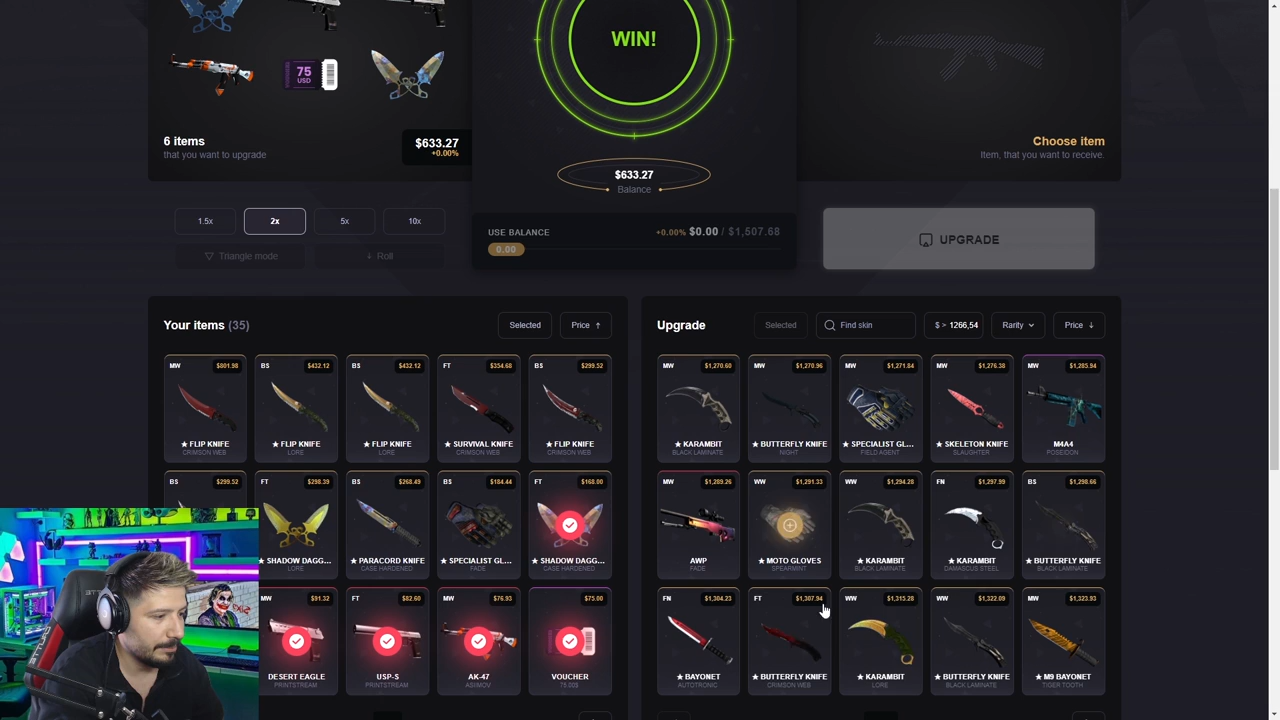 WIN!
75
USD
6 items
that you want to upgrade
$633.27
+0.00%
$633.27
Balance
Choose item
Item, that you want to receive.
1.5x
2x
5x
10x
Triangle mode
Roll
USE BALANCE
+0.00% $0.00 / $1,507.68
0.00
UPGRADE
Your items (35)
Selected
Price
MW $801.98
★ FLIP KNIFE
CRIMSON WEB
BS $432.12
★ FLIP KNIFE
LORE
BS $432.12
★ FLIP KNIFE
LORE
FT $354.68
★ SURVIVAL KNIFE
CRIMSON WEB
BS $299.52
★ FLIP KNIFE
CRIMSON WEB
BS $299.52
FT $298.39
★ SHADOW DAGG...
LORE
BS $268.49
★ PARACORD KNIFE
CASE HARDENED
BS $184.44
★ SPECIALIST GL...
FADE
FT $168.00
★ SHADOW DAGG...
CASE HARDENED
MW $91.32
DESERT EAGLE
PRINTSTREAM
FT $82.60
USP-S
PRINTSTREAM
MW $76.93
AK-47
ASIIMOV
$75.00
VOUCHER
75.00$
Upgrade
Selected
Find skin
$ > 1266,54
Rarity
Price
MW $1,270.60
★ KARAMBIT
BLACK LAMINATE
MW $1,270.96
★ BUTTERFLY KNIFE
NIGHT
MW $1,271.84
★ SPECIALIST GL...
FIELD AGENT
MW $1,276.38
★ SKELETON KNIFE
SLAUGHTER
MW $1,285.94
M4A4
POSEIDON
MW $1,289.26
AWP
FADE
WW $1,291.33
★ MOTO GLOVES
SPEARMINT
WW $1,294.28
★ KARAMBIT
BLACK LAMINATE
FN $1,297.99
★ KARAMBIT
DAMASCUS STEEL
BS $1,298.66
★ BUTTERFLY KNIFE
BLACK LAMINATE
FN $1,304.23
★ BAYONET
AUTOTRONIC
FT $1,307.94
★ BUTTERFLY KNIFE
CRIMSON WEB
WW $1,315.28
★ KARAMBIT
LORE
WW $1,322.09
★ BUTTERFLY KNIFE
BLACK LAMINATE
MW $1,323.93
★ M9 BAYONET
TIGER TOOTH